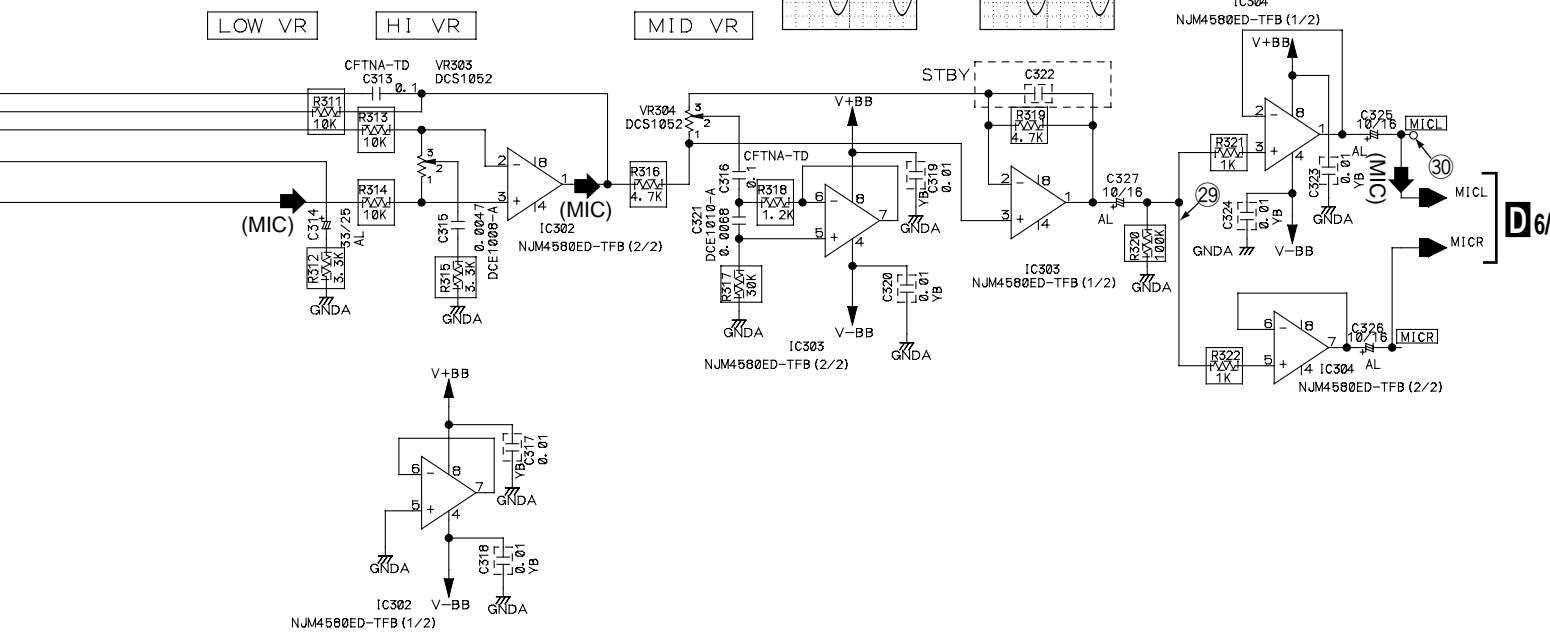 LOW VR
HI VR
MID VR
CFTNA-TD
C313
0.1
VR303
DCS1052
R311
10K
R313
10K
3
2
1
R314
10K
(MIC)
C314
33/25
AL
R312
3.3K
GNDA
C315
0.0047
DCE1008-A
R315
3.3K
GNDA
2
3
8
4
1
(MIC)
IC302
NJM4580ED-TFB(2/2)
R316
4.7K
VR304
DCS1052
3
2
1
CFTNA-TD
C316
0.1
R318
1.2K
C321
DCE1010-A
0.0068
R317
30K
GNDA
V+BB
6
5
8
4
7
C319
0.01
YB
GNDA
C320
0.01
YB
GNDA
V-BB
IC303
NJM4580ED-TFB(2/2)
STBY
C322
R319
4.7K
2
3
8
4
1
IC303
NJM4580ED-TFB(1/2)
C327
10/16
AL
R320
100K
GNDA
29
IC304
NJM4580ED-TFB(1/2)
V+BB
2
3
8
4
1
R321
1K
C323
0.01
YB
GNDA
C324
0.01
YB
GNDA
V-BB
C325
10/16
AL
MICL
30
(MIC)
MICL
MICR
D 6/
R322
1K
6
5
8
4
7
IC304
NJM4580ED-TFB(2/2)
C326
10/16
AL
MICR
V+BB
6
5
8
4
7
C317
0.01
YB
GNDA
GNDA
C318
0.01
YB
GNDA
V-BB
IC302
NJM4580ED-TFB(1/2)